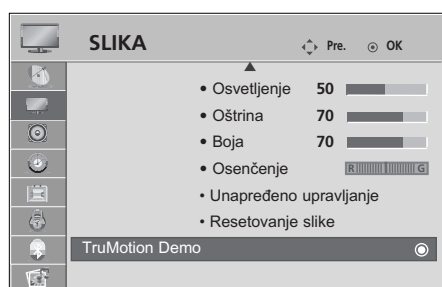 SLIKA
Pre. OK
• Osvetljenje 50
• Oštrina 70
• Boja 70
• Osenčenje R G
• Unapređeno upravljanje
• Resetovanje slike
TruMotion Demo